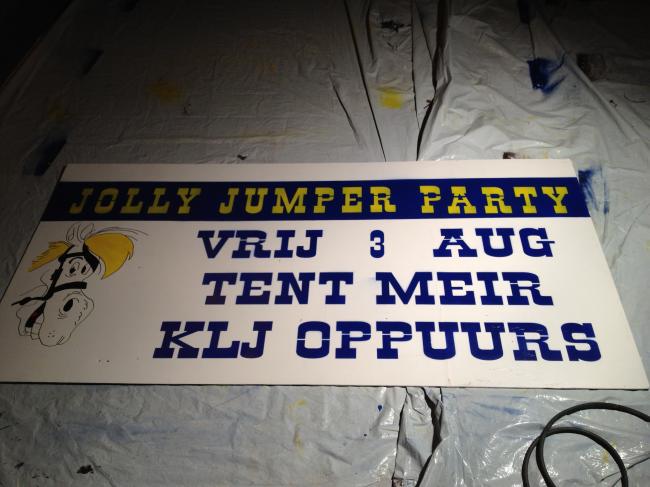 JOLLY JUMPER PARTY
VRIJ 3 AUG
TENT MEIR
KLJ OPPUURS